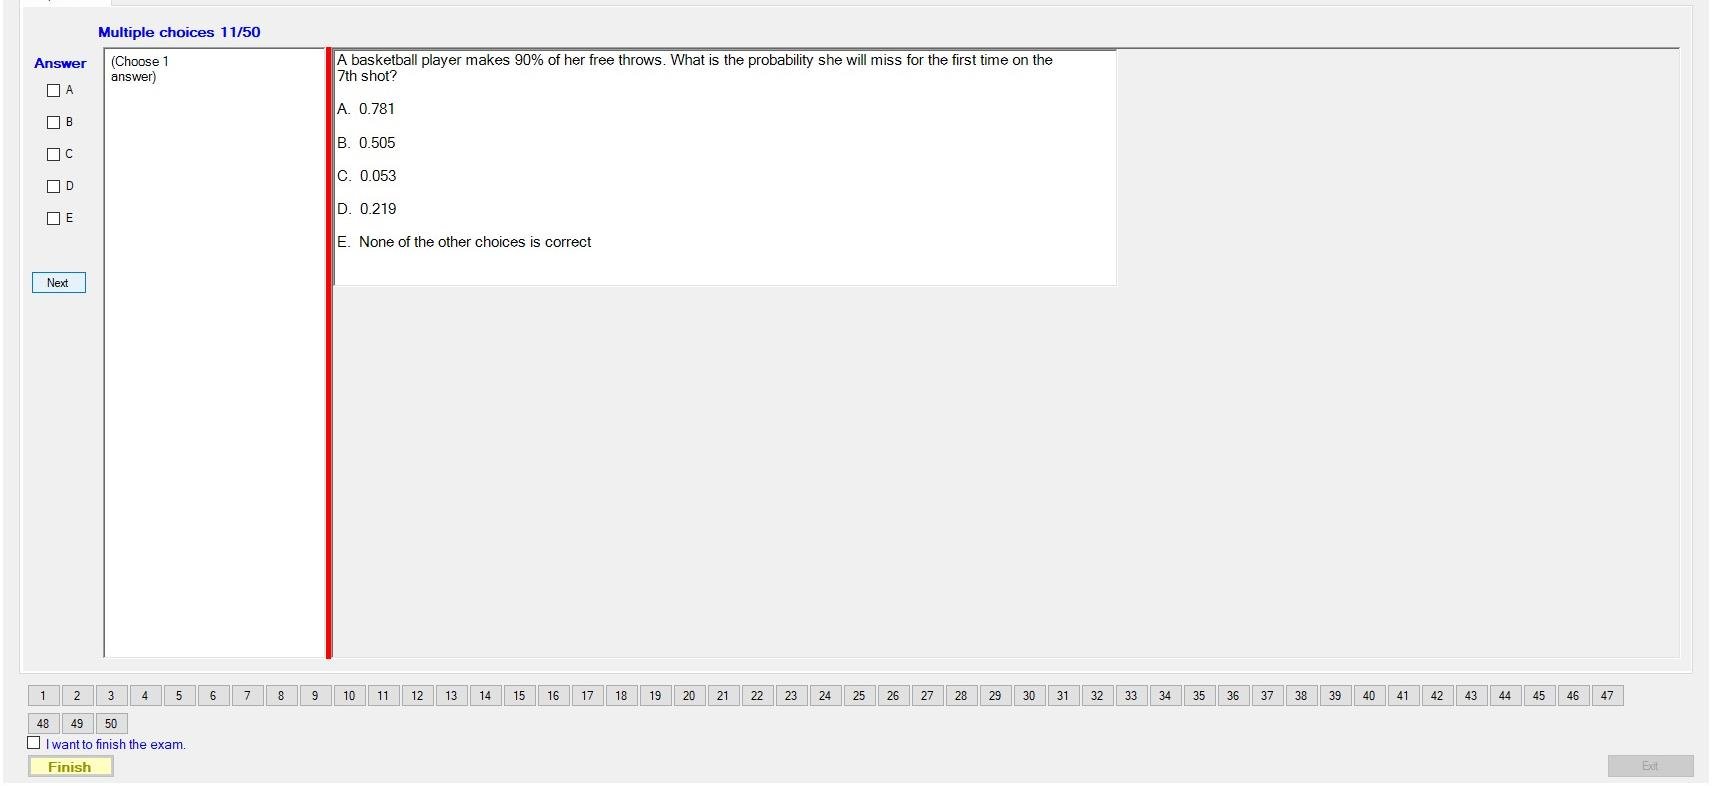 Multiple choices 11/50
Answer
A
B
C
D
E
Next
(Choose 1
answer)
A basketball player makes 90% of her free throws. What is the probability she will miss for the first time on the
7th shot?
A. 0.781
B. 0.505
C. 0.053
D. 0.219
E. None of the other choices is correct
1 2 3 4 5 6 7 8 9 10 11 12 13 14 15 16 17 18 19 20 21 22 23 24 25 26 27 28 29 30 31 32 33 34 35 36 37 38 39 40 41 42 43 44 45 46 47
48 49 50
I want to finish the exam.
Finish
Exit